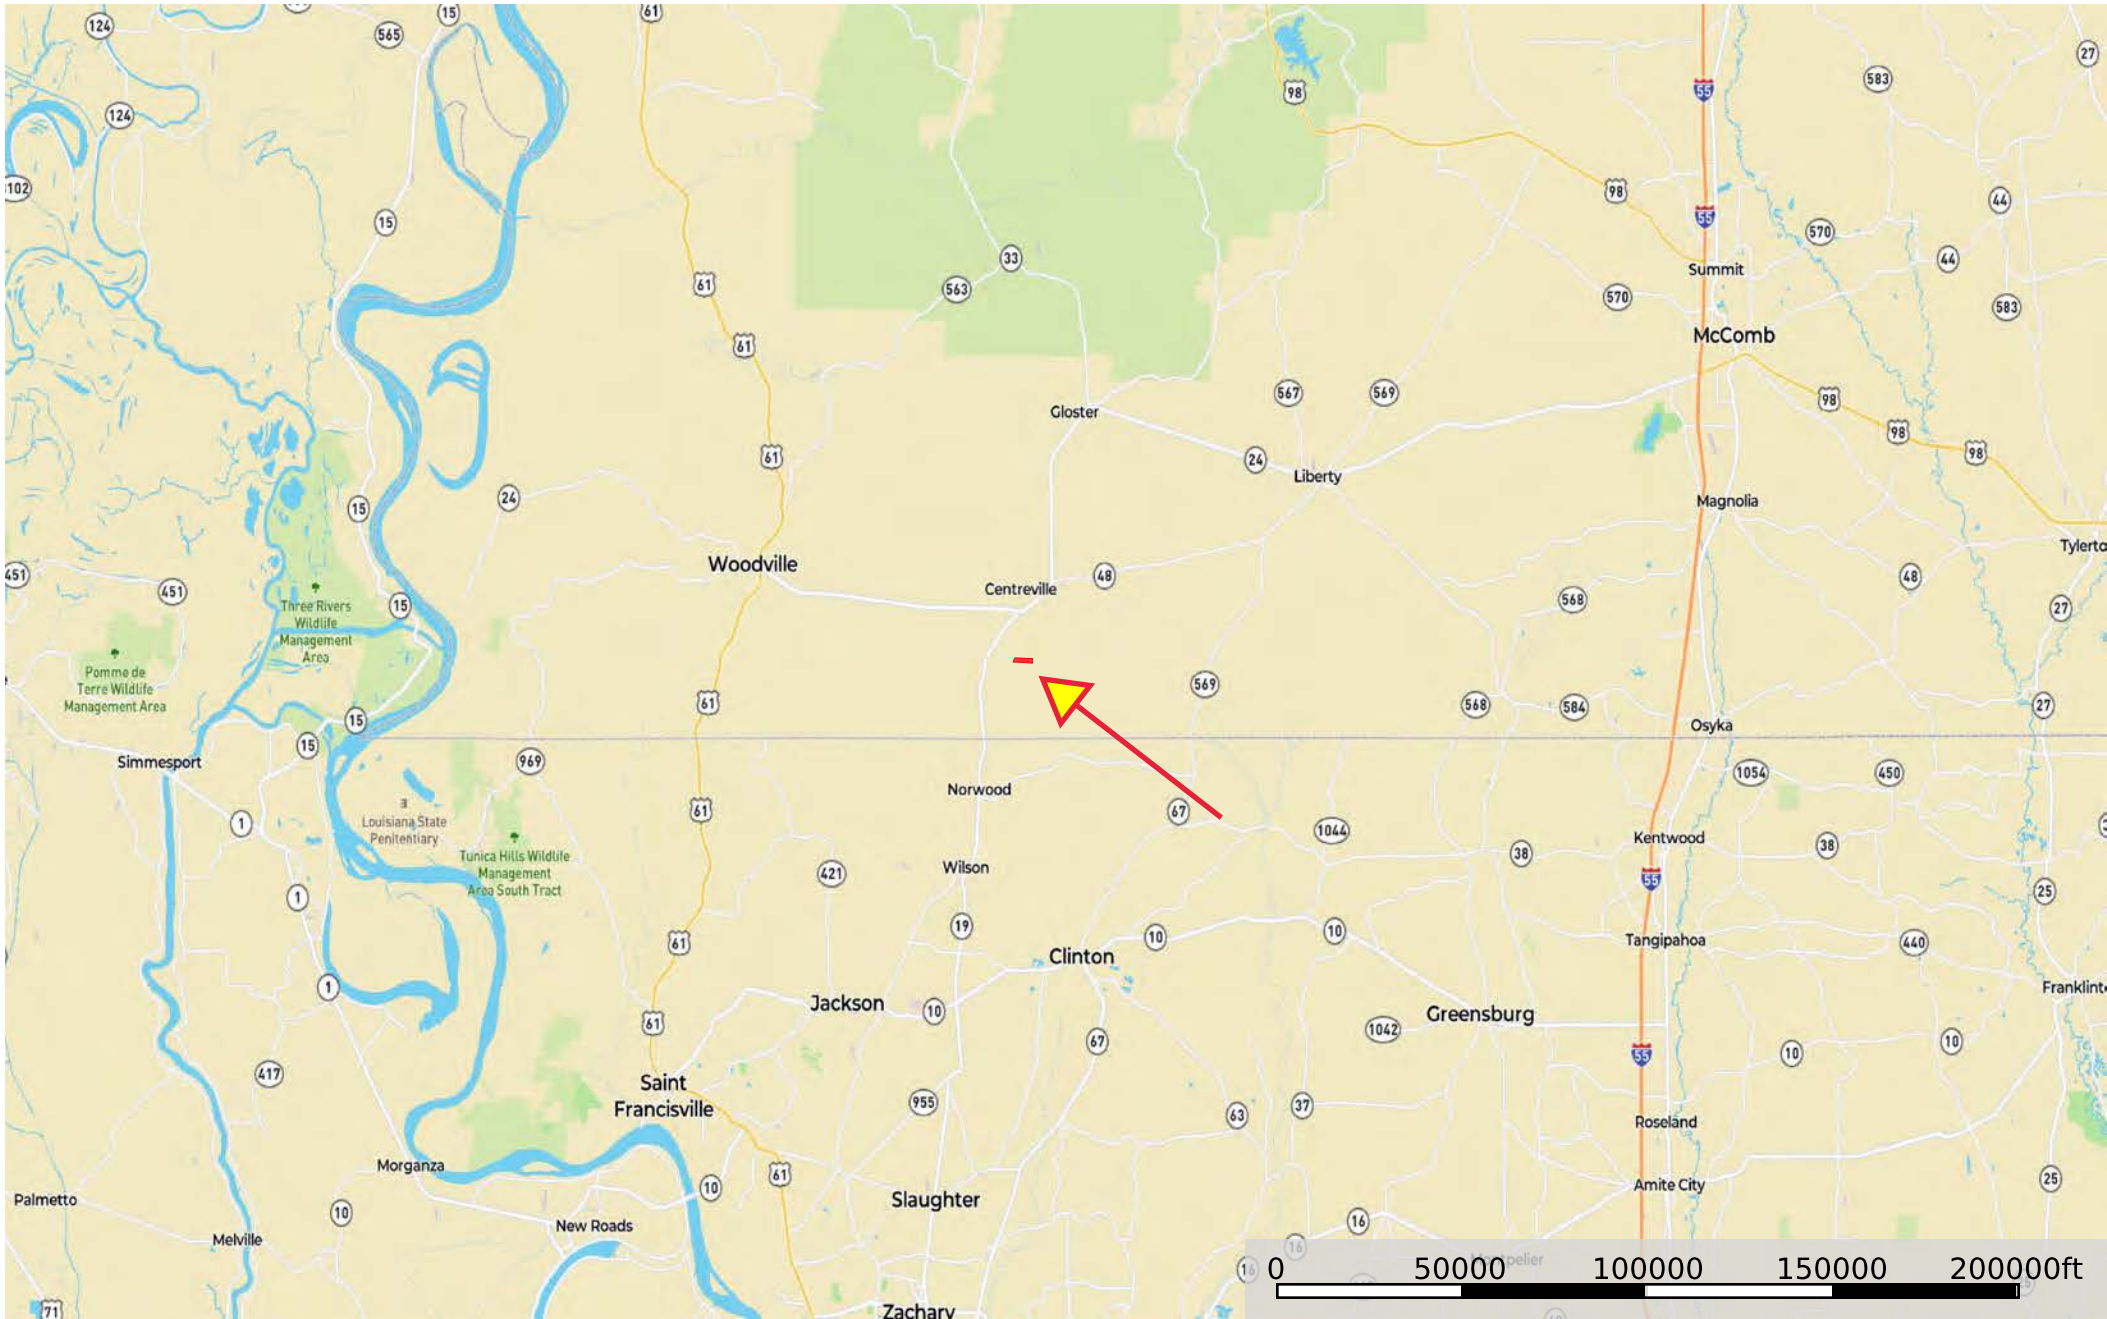 124
565
15
61
124
98
55
583
27
102
15
98
55
44
570
33
61
563
44
Summit
570
583
61
McComb
Gloster
567
569
98
98
98
61
24
Liberty
24
15
Magnolia
Tylerto
Woodville
451
451
Centreville
48
48
568
Three Rivers
Wildlife
Management
Area
15
27
Pomme de
Terre Wildlife
Management Area
569
61
568
584
27
15
Osyka
15
Simmesport
969
1054
450
Norwood
1
Louisiana State
Penitentiary
61
67
1044
Kentwood
38
38
Tunica Hills Wildlife
Management
Area South Tract
421
Wilson
55
1
25
19
10
10
61
Tangipahoa
440
Clinton
1
Jackson
10
Franklint
61
1042
Greensburg
67
10
10
55
417
Saint
Francisville
955
63
37
Roseland
Morganza
61
10
Amite City
25
Palmetto
Slaughter
10
New Roads
16
Melville
16
Montpelier
16
0
50000
100000
150000
200000ft
71
Zachary